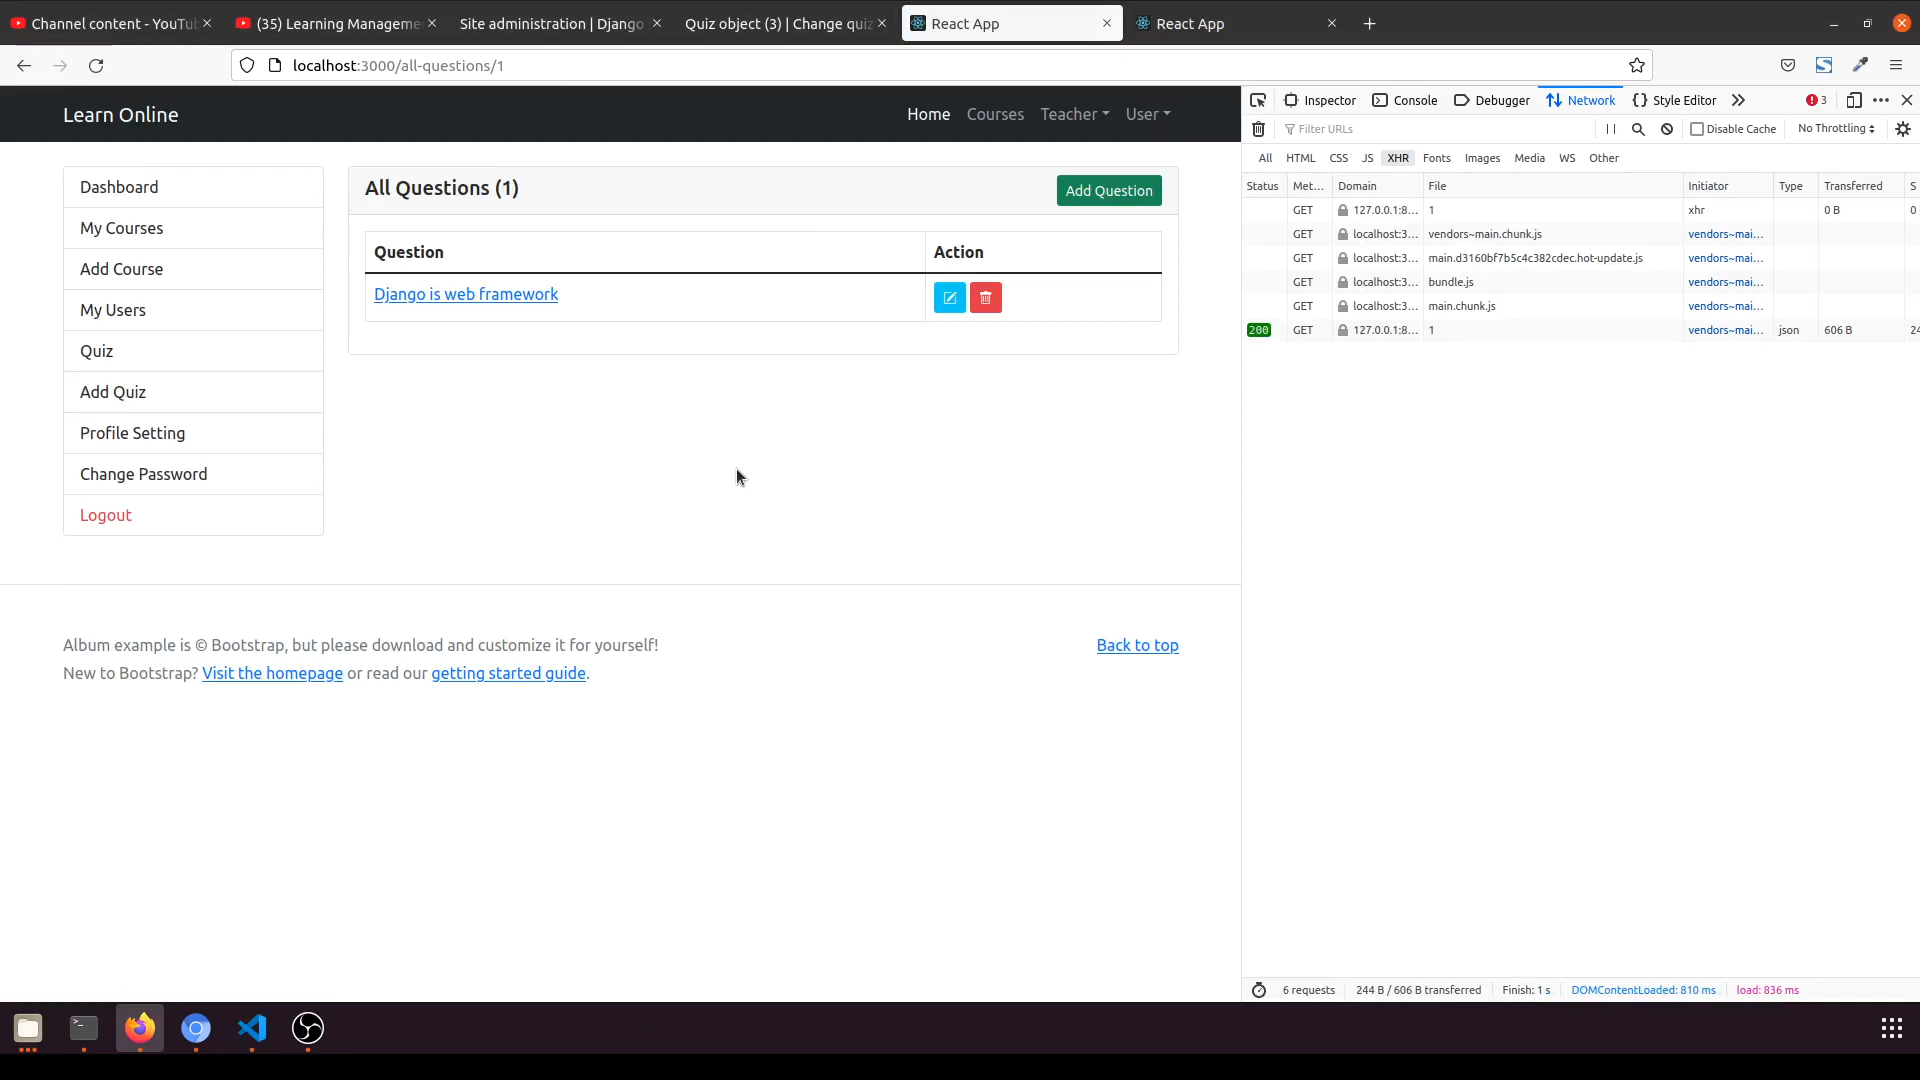 Channel content - YouTu
(35) Learning Manageme
Site administration | Django
Quiz object (3) | Change quiz
React App
React App
localhost:3000/all-questions/1
Learn Online
Home
Courses
Teacher
User
Dashboard
My Courses
Add Course
My Users
Quiz
Add Quiz
Profile Setting
Change Password
Logout
All Questions (1)
Add Question
Question Action
Django is web framework
Album example is © Bootstrap, but please download and customize it for yourself!
New to Bootstrap? Visit the homepage or read our getting started guide.
Back to top
Inspector
Console
Debugger
Network
Style Editor
3
Filter URLs
Disable Cache
No Throttling
All HTML CSS JS XHR Fonts Images Media WS Other
Status Met... Domain File Initiator Type Transferred S
GET 127.0.0.1:8... 1 xhr 0 B 0
GET localhost:3... vendors~main.chunk.js vendors~mai...
GET localhost:3... main.d3160bf7b5c4c382cdec.hot-update.js vendors~mai...
GET localhost:3... bundle.js vendors~mai...
GET localhost:3... main.chunk.js vendors~mai...
200 GET 127.0.0.1:8... 1 vendors~mai... json 606 B 24
6 requests 244 B / 606 B transferred Finish: 1 s DOMContentLoaded: 810 ms load: 836 ms